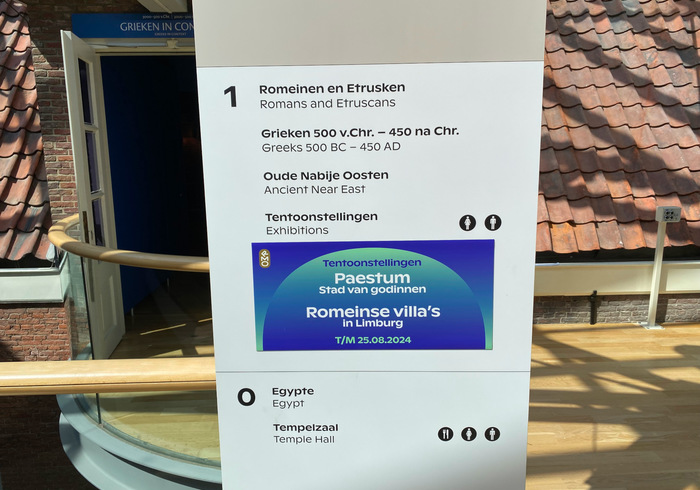 GRIEKEN IN CON
1
Romeinen en Etrusken
Romans and Etruscans
Grieken 500 v.Chr. – 450 na Chr.
Greeks 500 BC – 450 AD
Oude Nabije Oosten
Ancient Near East
Tentoonstellingen
Exhibitions
Tentoonstellingen
Paestum
Stad van godinnen
Romeinse villa's
in Limburg
T/M 25.08.2024
0
Egypte
Egypt
Tempelzaal
Temple Hall